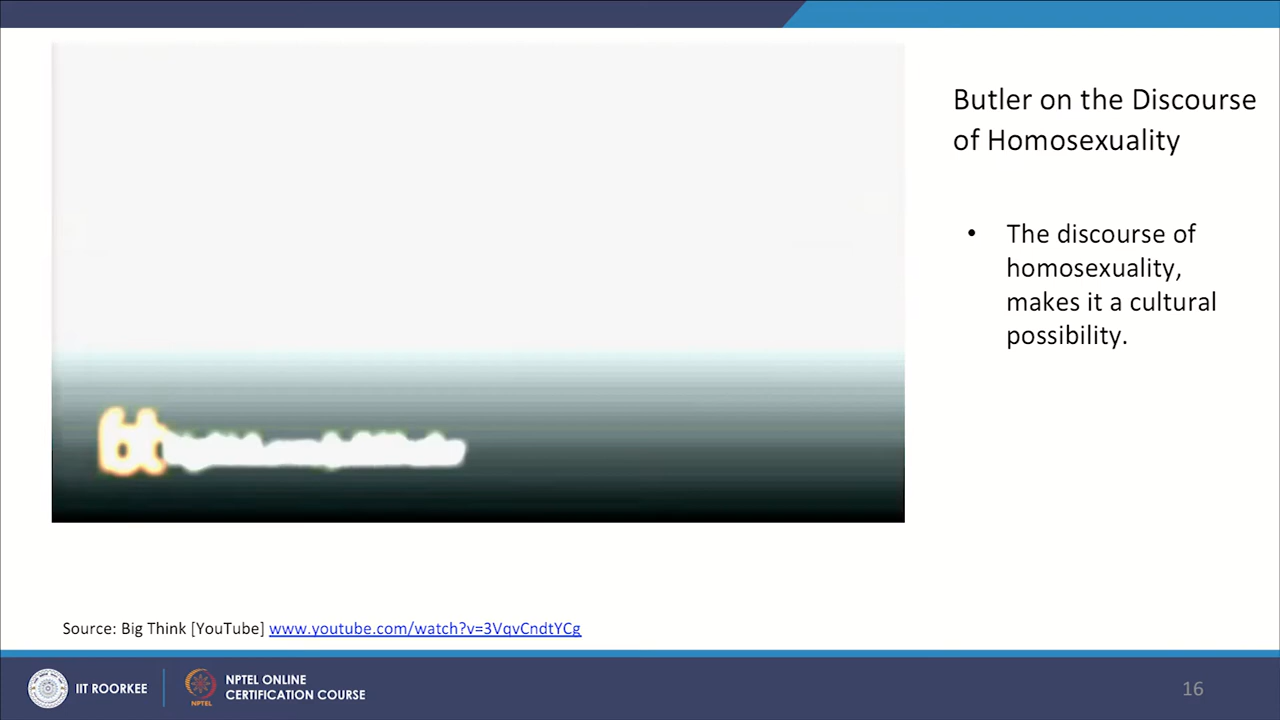 Butler on the Discourse
of Homosexuality
• The discourse of
homosexuality,
makes it a cultural
possibility.
Source: Big Think [YouTube] www.youtube.com/watch?v=3VqvCndtYCg
IIT ROORKEE
NPTEL ONLINE
CERTIFICATION COURSE
NPTEL
16